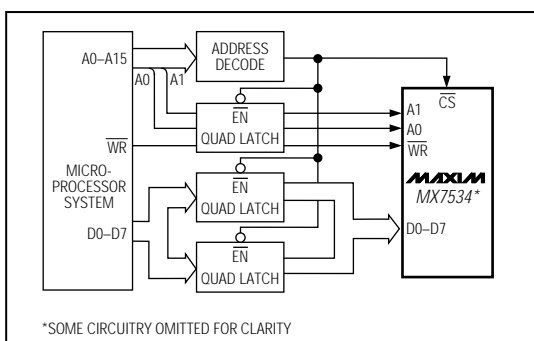 A0–A15
A0
A1
ADDRESS
DECODE
CS
EN
QUAD LATCH
A1
A0
WR
WR
MICRO-
PROCESSOR
SYSTEM
MAXIM
MX7534*
EN
QUAD LATCH
D0–D7
D0–D7
EN
QUAD LATCH
*SOME CIRCUITRY OMITTED FOR CLARITY